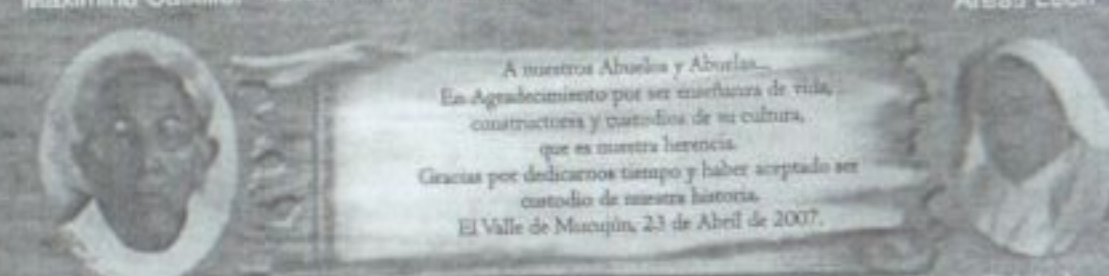 A nuestros Abuelos y Abuelas...
En Agradecimiento por ser enseñanza de vida,
constructores y custodios de su cultura,
que es nuestra herencia.
Gracias por dedicarnos tiempo y haber aceptado ser
custodio de nuestra historia.
El Valle de Mucujún, 23 de Abril de 2007.